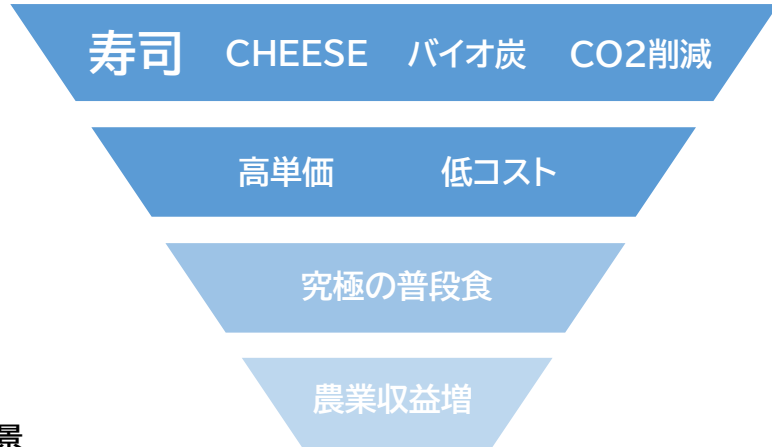 寿司 CHEESE バイオ炭 CO2削減
高単価 低コスト
究極の普段食
農業収益増
景